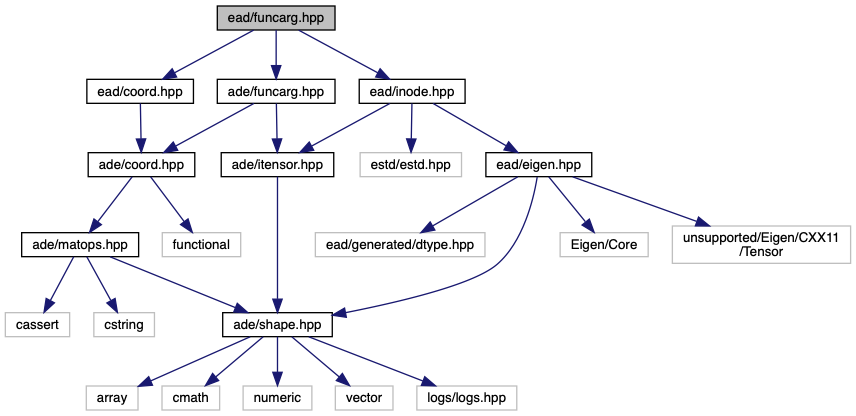 ead/funcarg.hpp
ead/coord.hpp
ade/funcarg.hpp
ead/inode.hpp
ade/coord.hpp
ade/itensor.hpp
estd/estd.hpp
ead/eigen.hpp
ade/matops.hpp
functional
ead/generated/dtype.hpp
Eigen/Core
unsupported/Eigen/CXX11
/Tensor
cassert
cstring
ade/shape.hpp
array
cmath
numeric
vector
logs/logs.hpp